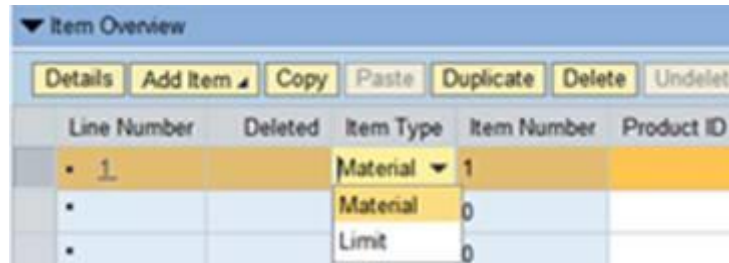 Item Overview
Details Add Item Copy Paste Duplicate Delete Undelet
Line Number Deleted Item Type Item Number Product ID
• 1 Material 1
• Material 0
• Limit 0